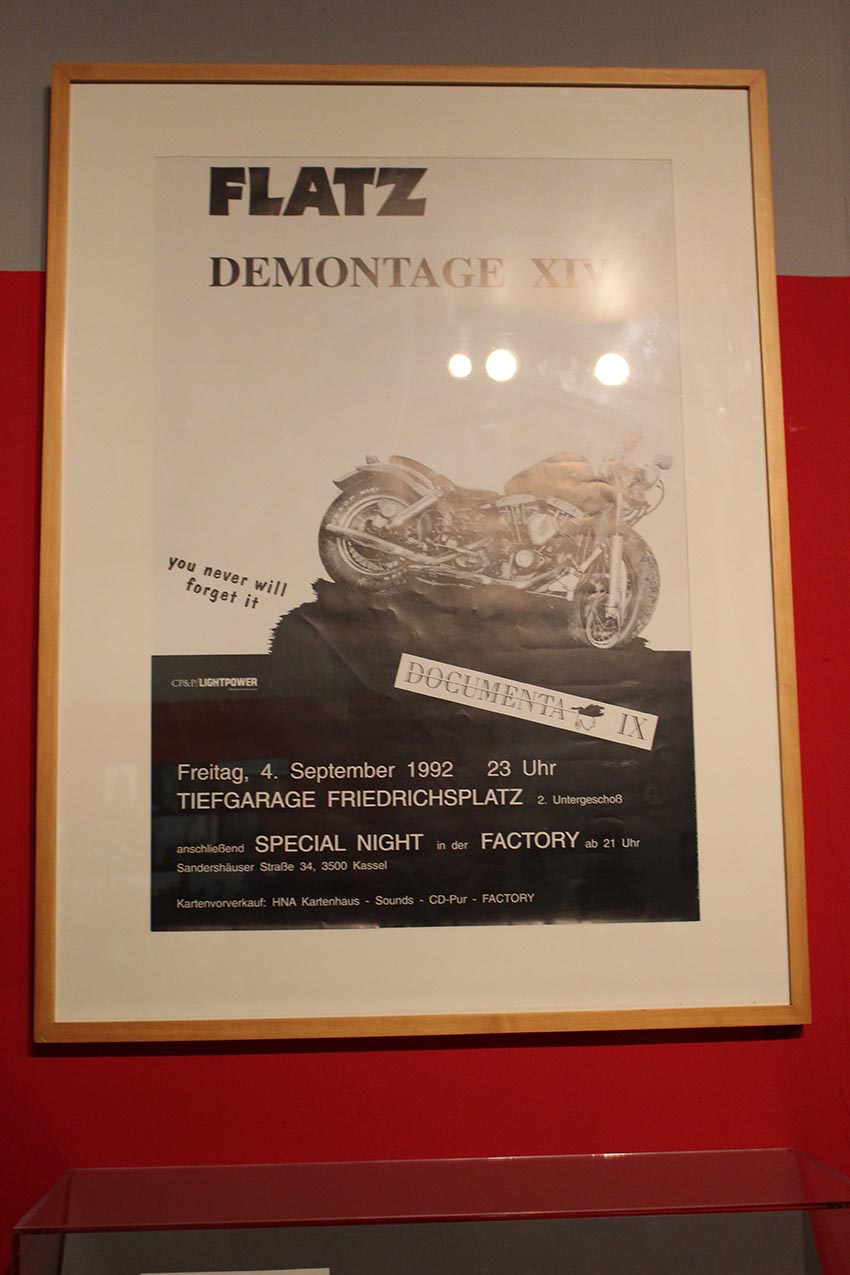 FLATZ
DEMONTAGE XIV
you never will
forget it
CP&P/LIGHTPOWER
DOCUMENTA IX
Freitag, 4. September 1992 23 Uhr
TIEFGARAGE FRIEDRICHSPLATZ 2. Untergeschoß
anschließend SPECIAL NIGHT in der FACTORY ab 21 Uhr
Sandershäuser Straße 34, 3500 Kassel
Kartenvorverkauf: HNA Kartenhaus - Sounds - CD-Pur - FACTORY